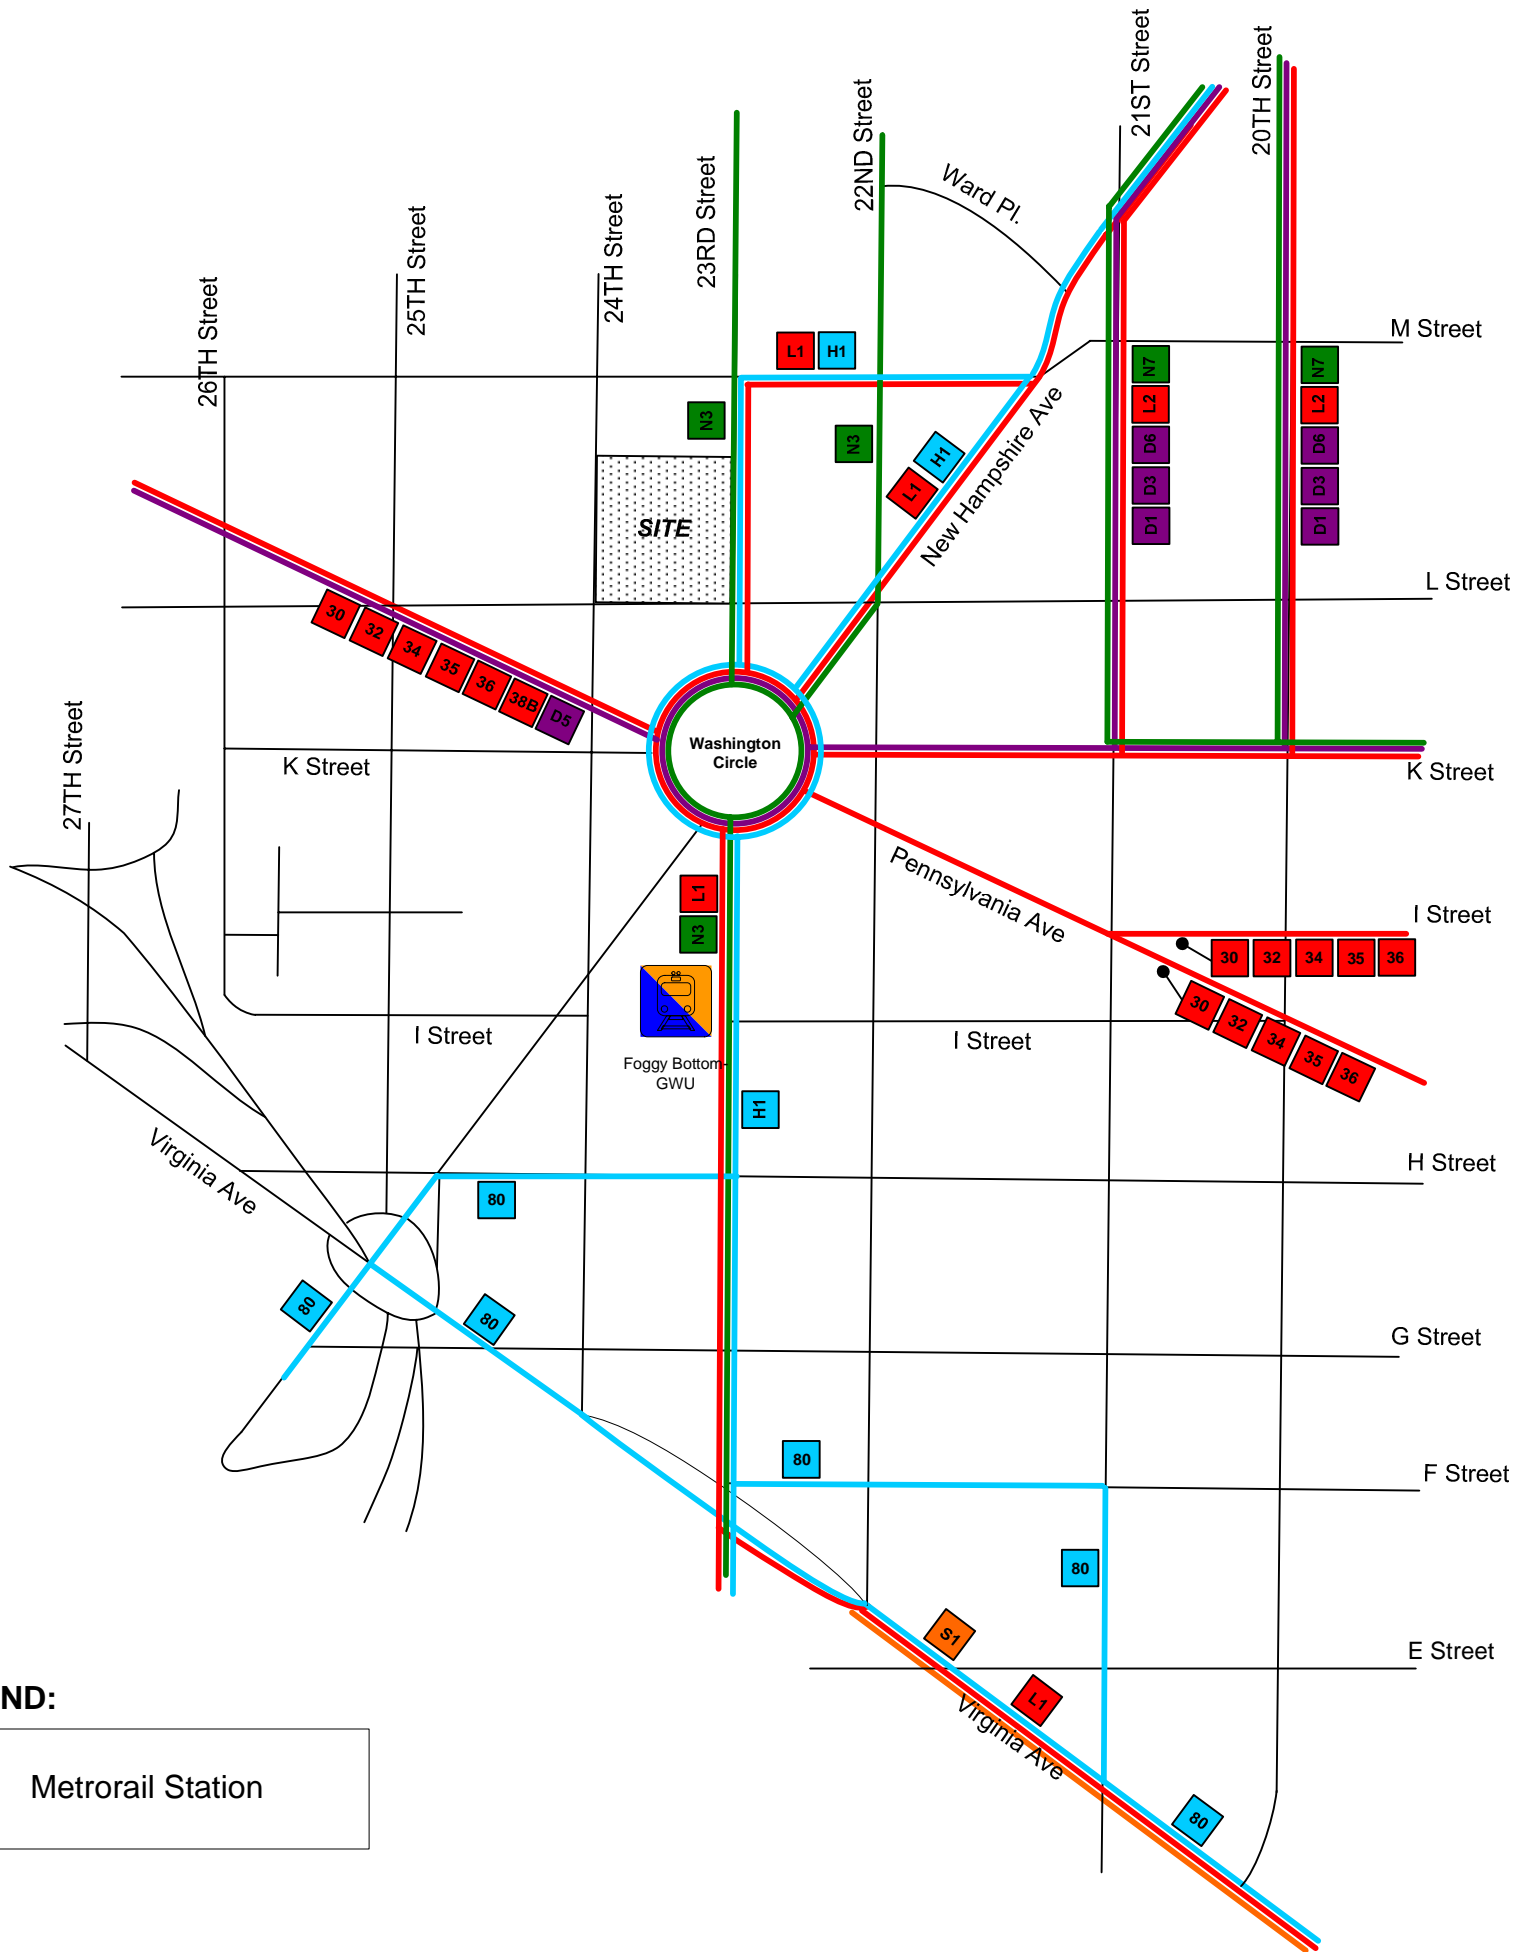 20TH Street
21ST Street
22ND Street
23RD Street
24TH Street
25TH Street
26TH Street
Ward Pl.
M Street
L1
H1
N7
L2
D6
D3
D1
N7
L2
D6
D3
D1
N3
N3
H1
L1
New Hampshire Ave
SITE
L Street
30
32
34
35
36
38B
D5
27TH Street
Washington
Circle
K Street
K Street
Pennsylvania Ave
L1
N3
I Street
30
32
34
35
36
30
32
34
35
36
I Street
I Street
Foggy Bottom-
GWU
H1
Virginia Ave
H Street
80
80
80
G Street
80
F Street
80
S1
E Street
L1
Virginia Ave
80
ND:
Metrorail Station